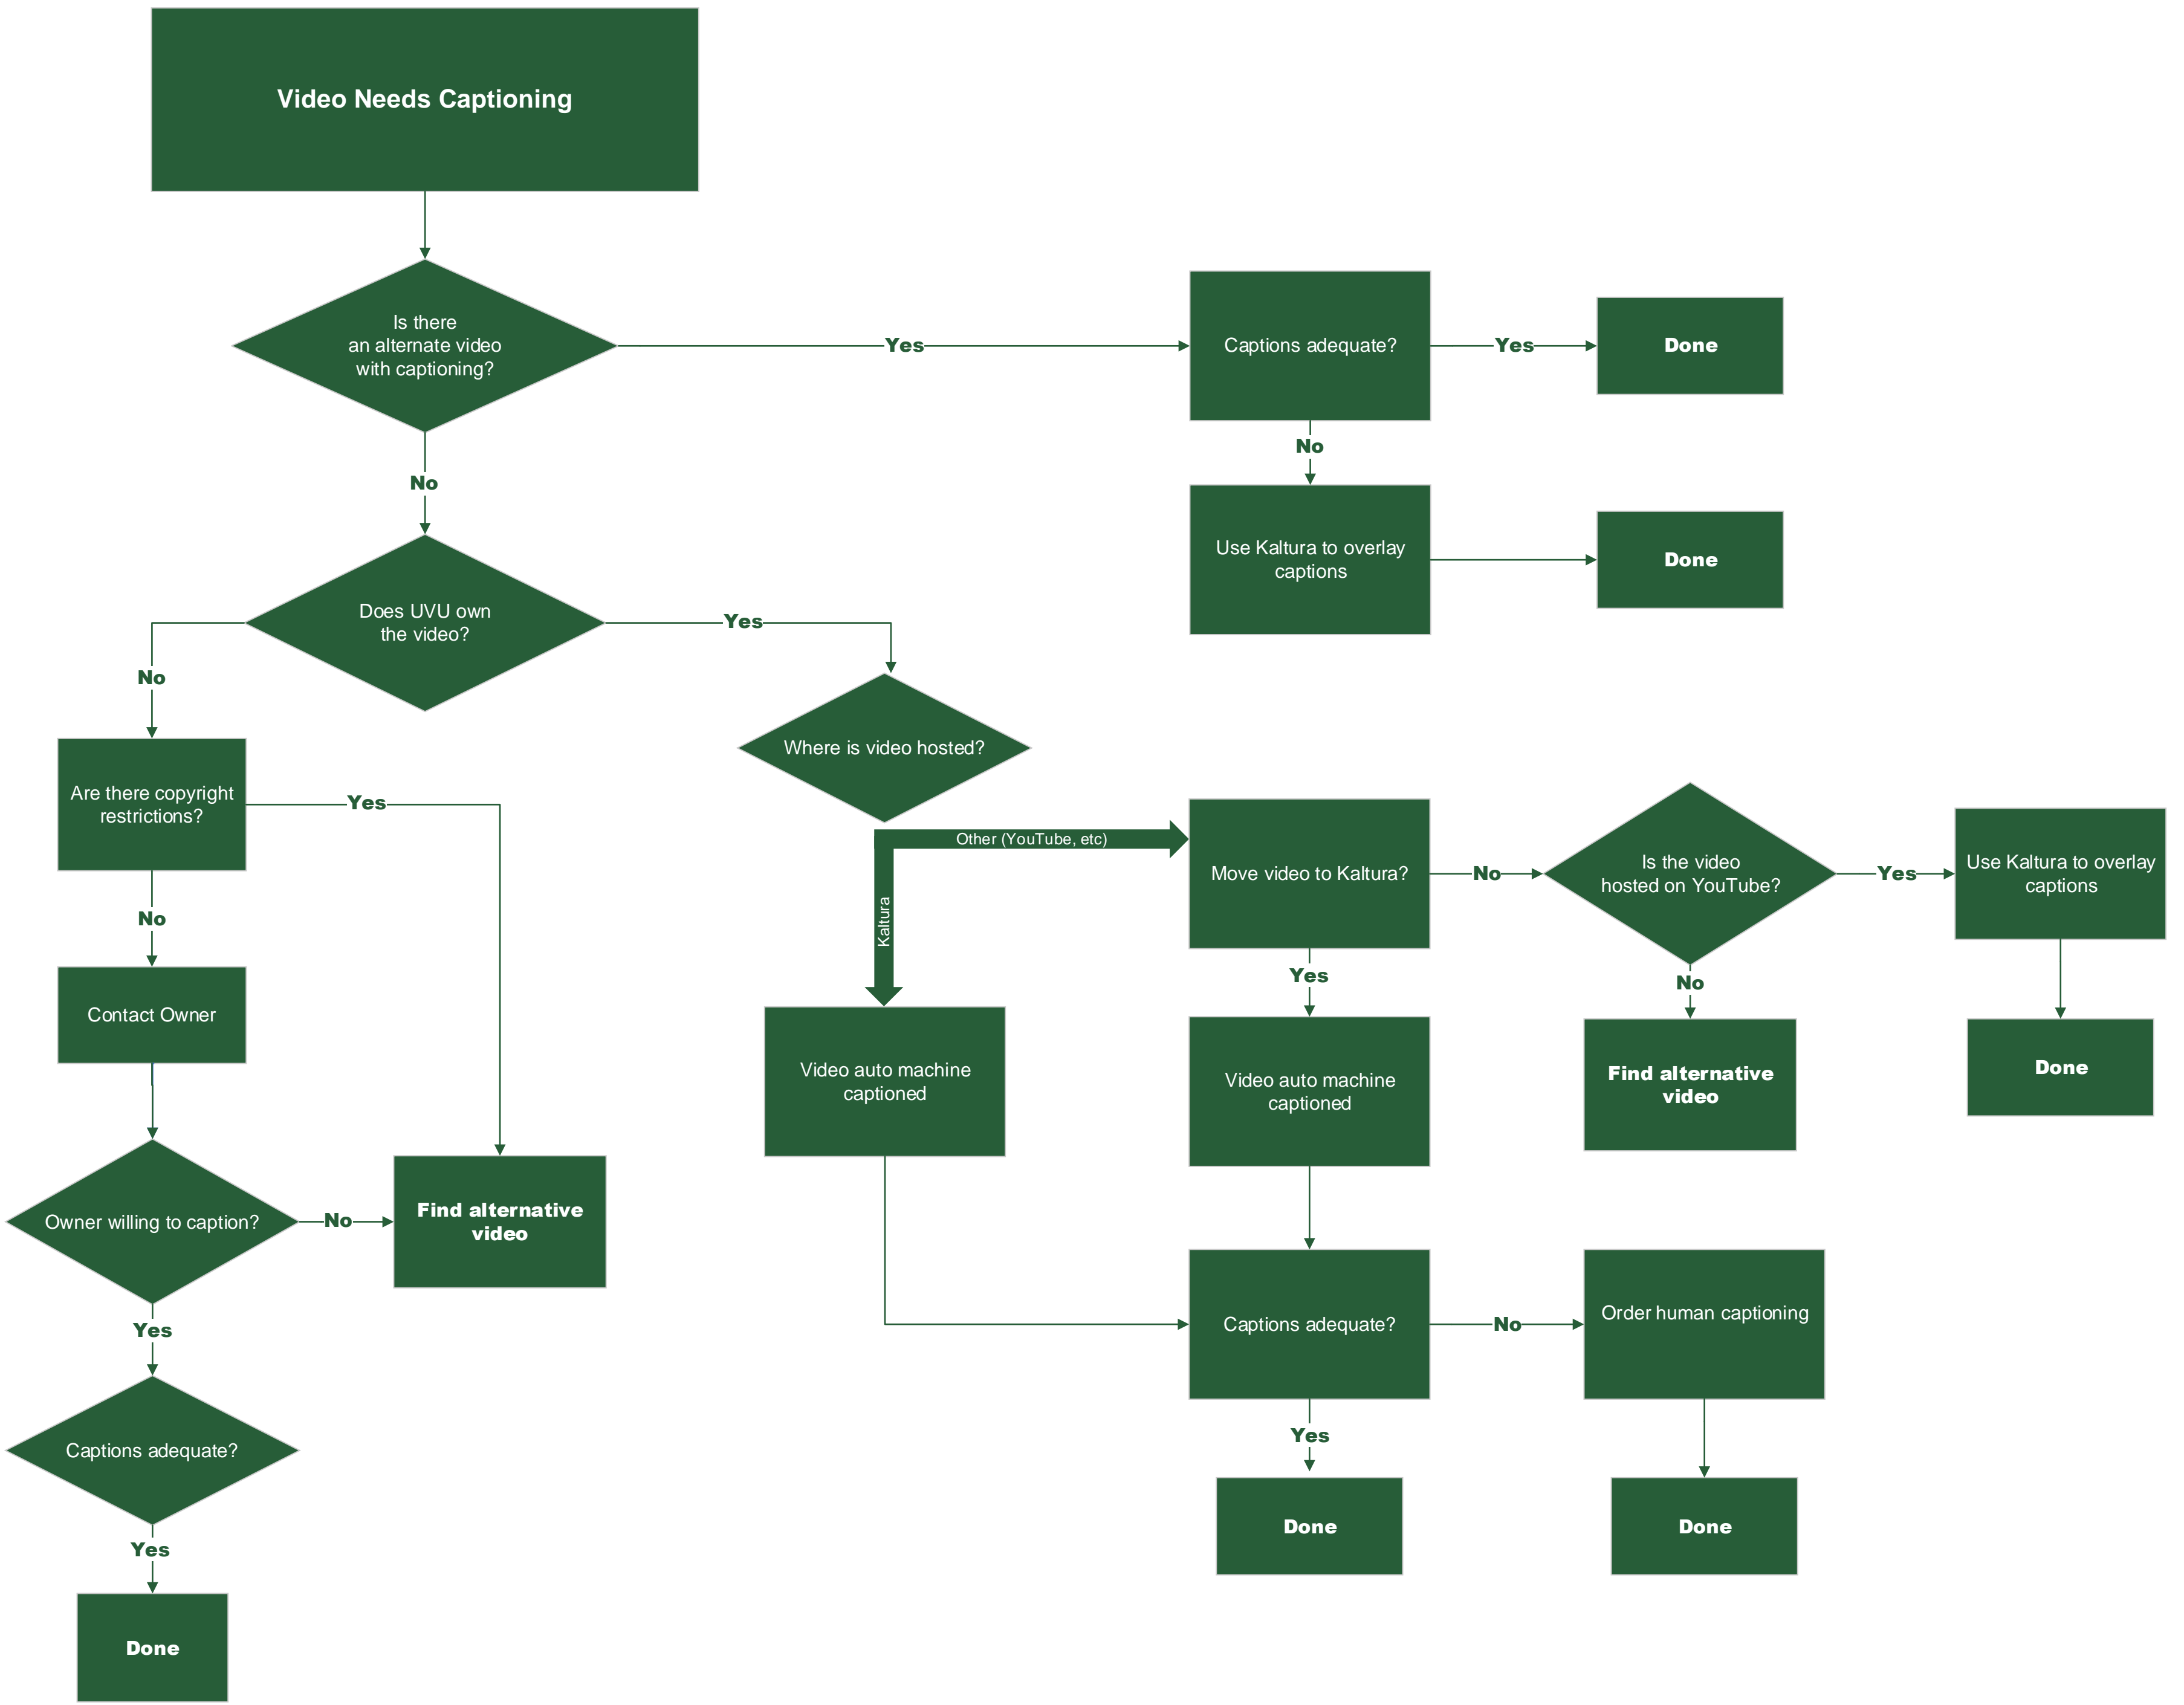 Video Needs Captioning
Is there
an alternate video
with captioning?
Yes
Captions adequate?
Yes
Done
No
No
Use Kaltura to overlay
captions
Done
Does UVU own
the video?
Yes
No
Where is video hosted?
Are there copyright
restrictions?
Yes
Other (YouTube, etc)
Move video to Kaltura?
No
Is the video
hosted on YouTube?
Yes
Use Kaltura to overlay
captions
Kaltura
No
Yes
No
Contact Owner
Video auto machine
captioned
Video auto machine
captioned
Find alternative
video
Done
Owner willing to caption?
No
Find alternative
video
Yes
Captions adequate?
No
Order human captioning
Captions adequate?
Yes
Yes
Done
Done
Done